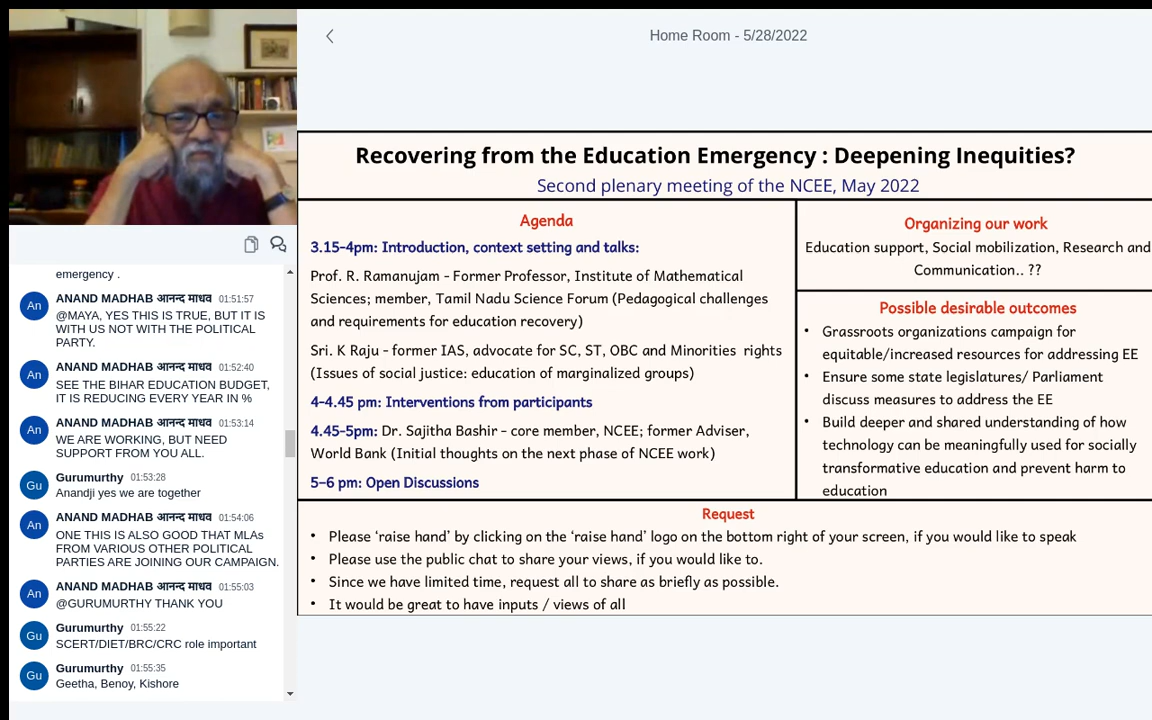 Home Room - 5/28/2022
emergency .
An
ANAND MADHAB आनन्द माधव 01:51:57
@MAYA, YES THIS IS TRUE, BUT IT IS
WITH US NOT WITH THE POLITICAL
PARTY.
An
ANAND MADHAB आनन्द माधव 01:52:40
SEE THE BIHAR EDUCATION BUDGET,
IT IS REDUCING EVERY YEAR IN %
An
ANAND MADHAB आनन्द माधव 01:53:14
WE ARE WORKING, BUT NEED
SUPPORT FROM YOU ALL.
Gu
Gurumurthy 01:53:28
Anandji yes we are together
An
ANAND MADHAB आनन्द माधव 01:54:06
ONE THIS IS ALSO GOOD THAT MLAs
FROM VARIOUS OTHER POLITICAL
PARTIES ARE JOINING OUR CAMPAIGN.
An
ANAND MADHAB आनन्द माधव 01:55:03
@GURUMURTHY THANK YOU
Gu
Gurumurthy 01:55:22
SCERT/DIET/BRC/CRC role important
Gu
Gurumurthy 01:55:35
Geetha, Benoy, Kishore
Recovering from the Education Emergency : Deepening Inequities?
Second plenary meeting of the NCEE, May 2022
Agenda
3.15-4pm: Introduction, context setting and talks:
Prof. R. Ramanujam - Former Professor, Institute of Mathematical
Sciences; member, Tamil Nadu Science Forum (Pedagogical challenges
and requirements for education recovery)
Sri. K Raju - former IAS, advocate for SC, ST, OBC and Minorities rights
(Issues of social justice: education of marginalized groups)
4-4.45 pm: Interventions from participants
4.45-5pm: Dr. Sajitha Bashir - core member, NCEE; former Adviser,
World Bank (Initial thoughts on the next phase of NCEE work)
5-6 pm: Open Discussions
Organizing our work
Education support, Social mobilization, Research and
Communication.. ??
Possible desirable outcomes
• Grassroots organizations campaign for
equitable/increased resources for addressing EE
• Ensure some state legislatures/ Parliament
discuss measures to address the EE
• Build deeper and shared understanding of how
technology can be meaningfully used for socially
transformative education and prevent harm to
education
Request
• Please ‘raise hand’ by clicking on the ‘raise hand’ logo on the bottom right of your screen, if you would like to speak
• Please use the public chat to share your views, if you would like to.
• Since we have limited time, request all to share as briefly as possible.
• It would be great to have inputs / views of all